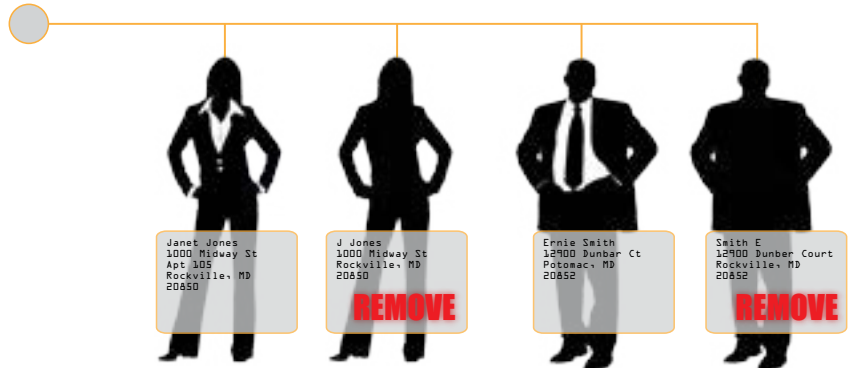 Janet Jones
1000 Midway St
Apt 105
Rockville, MD
20850
J Jones
1000 Midway St
Rockville, MD
20850
REMOVE
Ernie Smith
12900 Dunbar Ct
Potomac, MD
20852
Smith E
12900 Dunber Court
Rockville, MD
20852
REMOVE